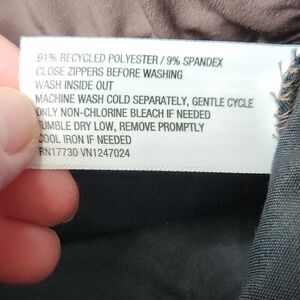 91% RECYCLED POLYESTER / 9% SPANDEX
CLOSE ZIPPERS BEFORE WASHING
WASH INSIDE OUT
MACHINE WASH COLD SEPARATELY, GENTLE CYCLE
ONLY NON-CHLORINE BLEACH IF NEEDED
TUMBLE DRY LOW, REMOVE PROMPTLY
COOL IRON IF NEEDED
RN17730 VN1247024